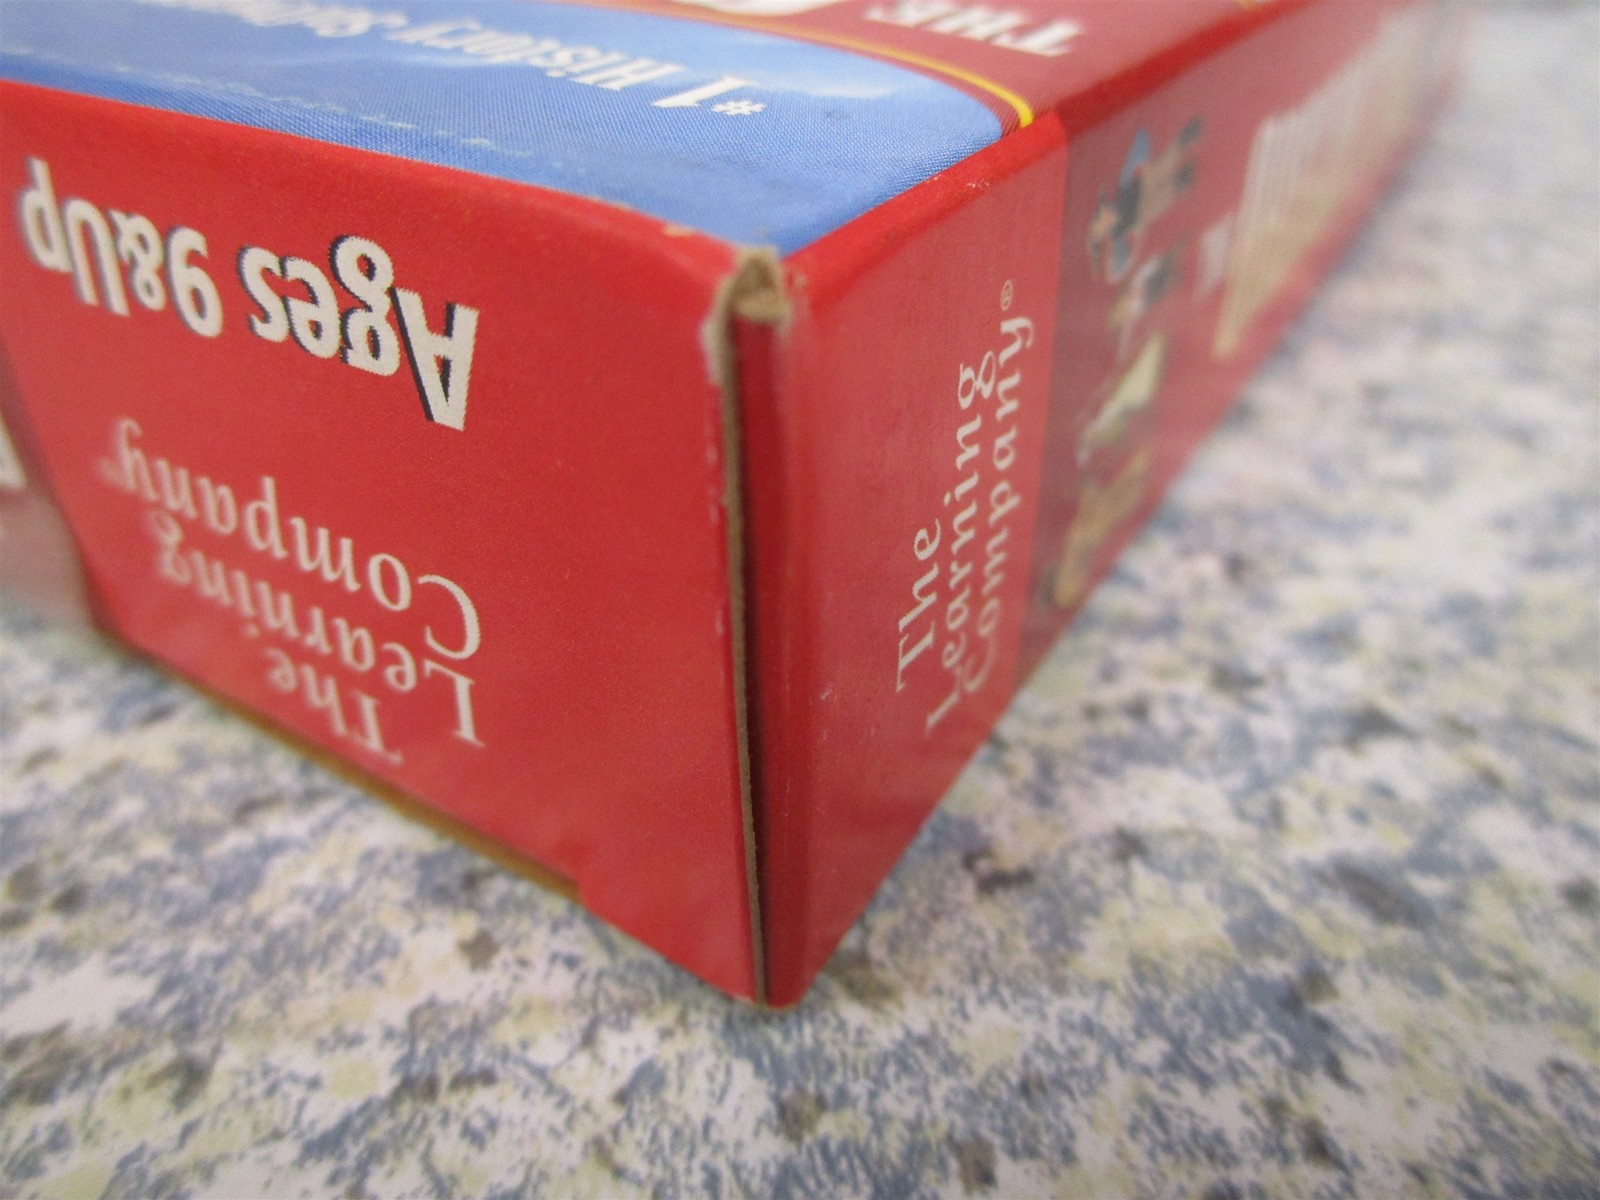 THE
#1 History
Ages 9&Up
The
Learning
Company
The
Learning
Company®